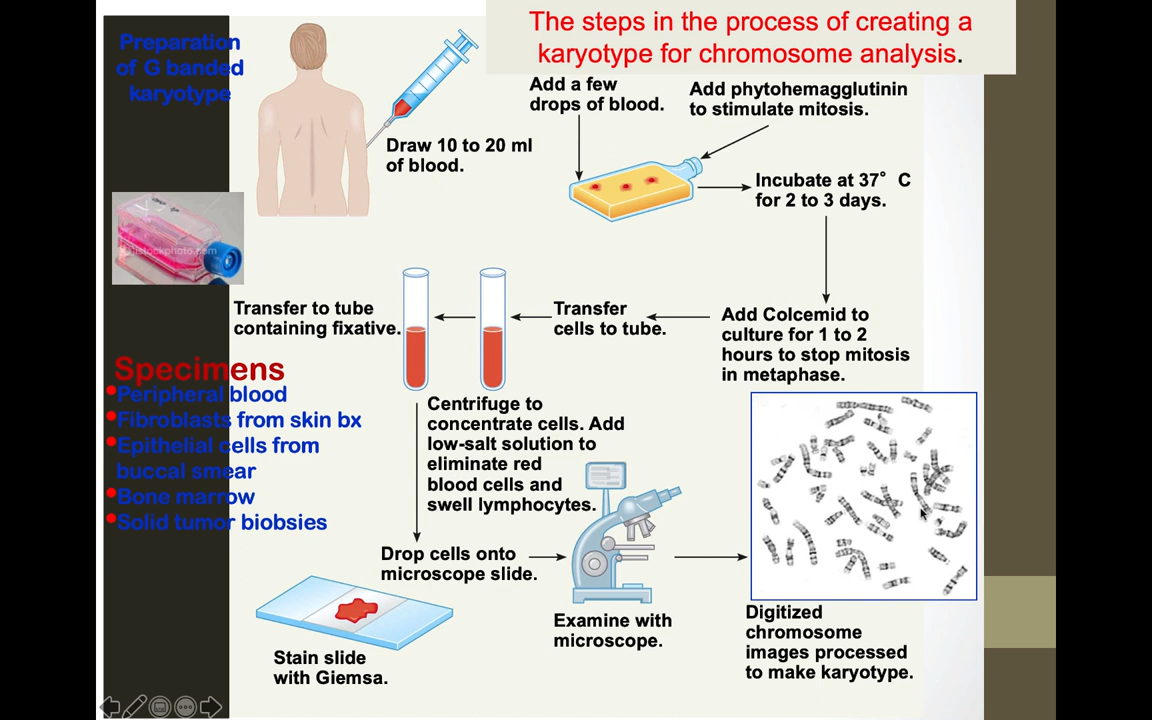 The steps in the process of creating a
karyotype for chromosome analysis.
Preparation
of G banded
karyotype
Draw 10 to 20 ml
of blood.
Add a few
drops of blood.
Add phytohemagglutinin
to stimulate mitosis.
Incubate at 37° C
for 2 to 3 days.
Add Colcemid to
culture for 1 to 2
hours to stop mitosis
in metaphase.
Transfer
cells to tube.
Transfer to tube
containing fixative.
Centrifuge to
concentrate cells. Add
low-salt solution to
eliminate red
blood cells and
swell lymphocytes.
Drop cells onto
microscope slide.
Stain slide
with Giemsa.
Examine with
microscope.
Digitized
chromosome
images processed
to make karyotype.
Specimens
•Peripheral blood
•Fibroblasts from skin bx
•Epithelial cells from
buccal smear
•Bone marrow
•Solid tumor biobsies